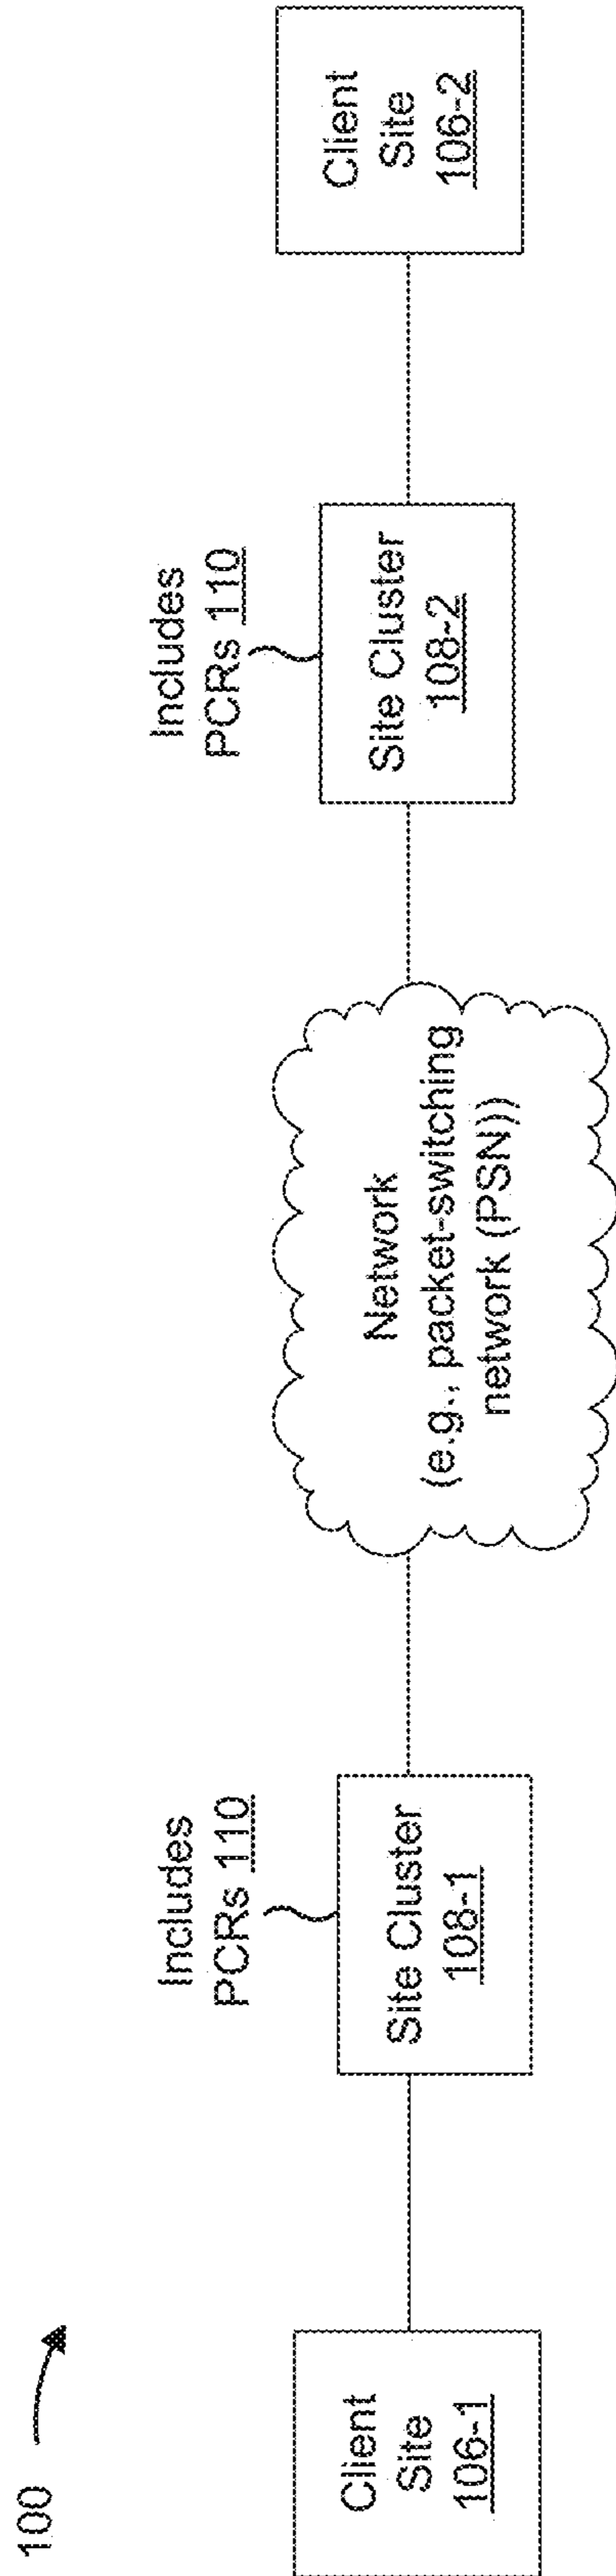 100
Client
Site
106-1
Includes
PCRs 110
Site Cluster
108-1
Network
(e.g., packet-switching
network (PSN))
Includes
PCRs 110
Site Cluster
108-2
Client
Site
106-2